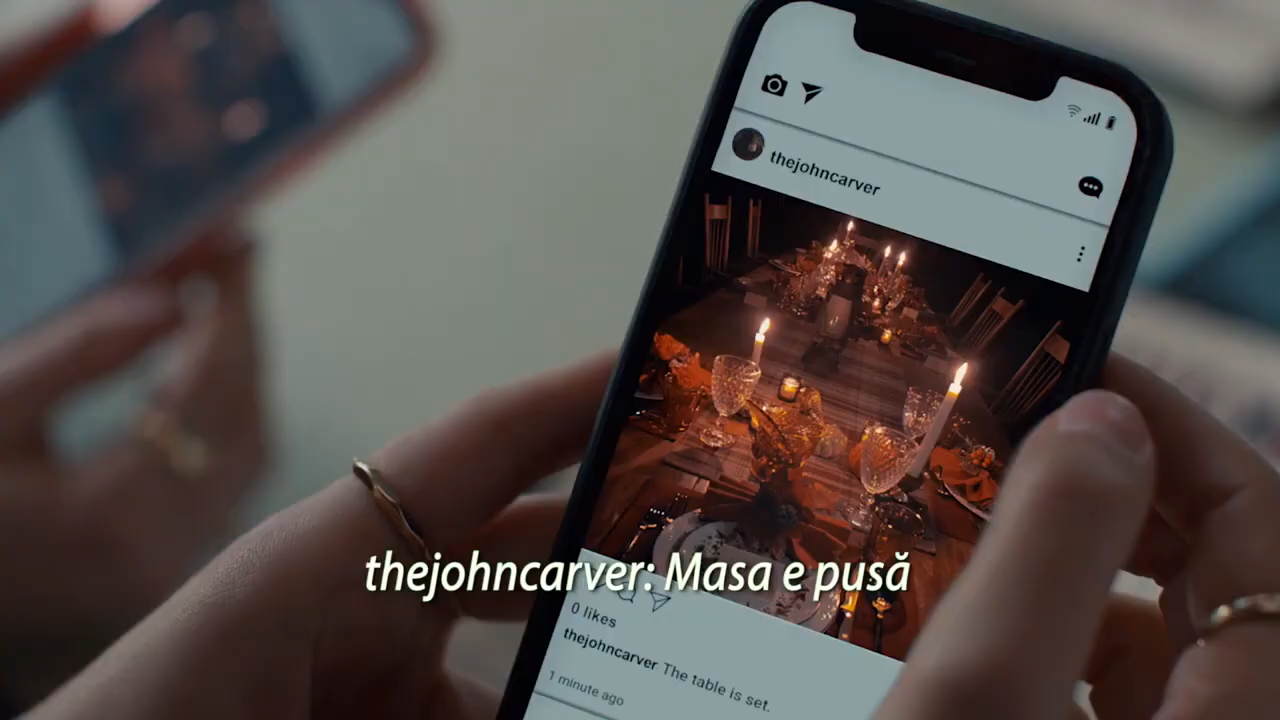 thejohncarver
thejohncarver: Masa e pusă
0 likes
thejohncarver The table is set.
1 minute ago